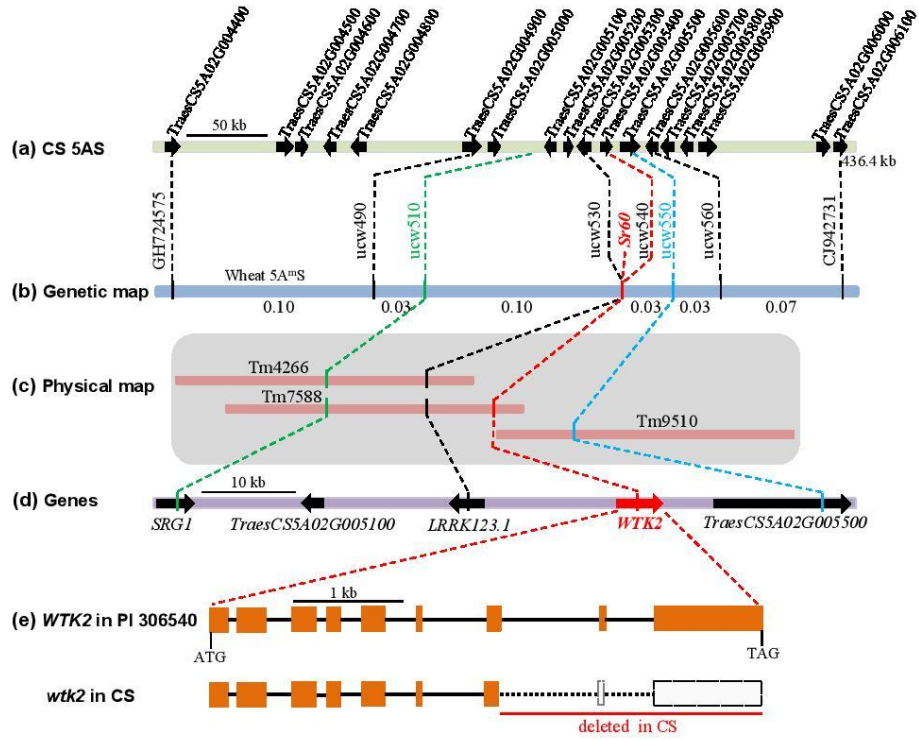 TraesCS5A02G004400
TraesCS5A02G004500
TraesCS5A02G004600
TraesCS5A02G004700
TraesCS5A02G004800
TraesCS5A02G004900
TraesCS5A02G005000
TraesCS5A02G005100
TraesCS5A02G005200
TraesCS5A02G005300
TraesCS5A02G005400
TraesCS5A02G005500
TraesCS5A02G005600
TraesCS5A02G005700
TraesCS5A02G005800
TraesCS5A02G005900
TraesCS5A02G006000
TraesCS5A02G006100
50 kb
(a) CS 5AS
436.4 kb
GH724575
ucw490
ucw510
ucw530
Sr60
ucw540
ucw550
ucw560
CJ942731
Wheat 5AᵐS
(b) Genetic map
0.10 0.03 0.10 0.03 0.03 0.07
Tm4266
(c) Physical map
Tm7588
Tm9510
10 kb
(d) Genes
SRG1 TraesCS5A02G005100 LRRK123.1 WTK2 TraesCS5A02G005500
1 kb
(e) WTK2 in PI 306540
ATG TAG
wtk2 in CS
deleted in CS